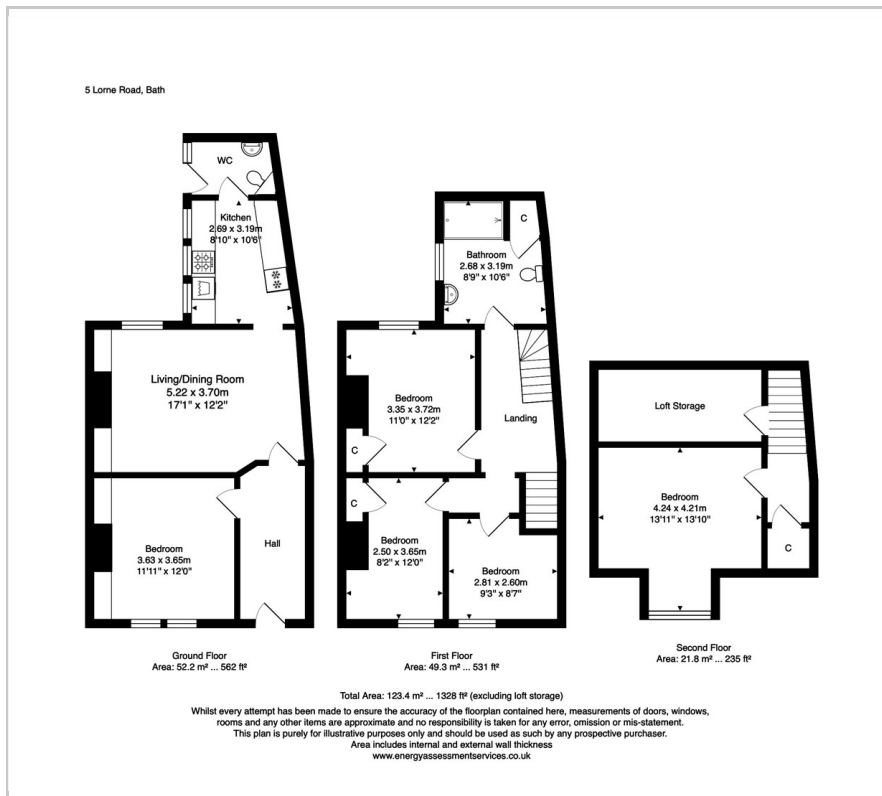 5 Lorne Road, Bath
WC
Kitchen
2.69 x 3.19m
8'10" x 10'6"
Living/Dining Room
5.22 x 3.70m
17'1" x 12'2"
Bedroom
3.63 x 3.65m
11'11" x 12'0"
Hall
Ground Floor
Area: 52.2 m² ... 562 ft²
C
Bathroom
2.68 x 3.19m
8'9" x 10'6"
Bedroom
3.35 x 3.72m
11'0" x 12'2"
Landing
C
C
Bedroom
2.50 x 3.65m
8'2" x 12'0"
Bedroom
2.81 x 2.60m
9'3" x 8'7"
First Floor
Area: 49.3 m² ... 531 ft²
Loft Storage
Bedroom
4.24 x 4.21m
13'11" x 13'10"
C
Second Floor
Area: 21.8 m² ... 235 ft²
Total Area: 123.4 m² ... 1328 ft² (excluding loft storage)
Whilst every attempt has been made to ensure the accuracy of the floorplan contained here, measurements of doors, windows,
rooms and any other items are approximate and no responsibility is taken for any error, omission or mis-statement.
This plan is purely for illustrative purposes only and should be used as such by any prospective purchaser.
Area includes internal and external wall thickness
www.energyassessmentservices.co.uk